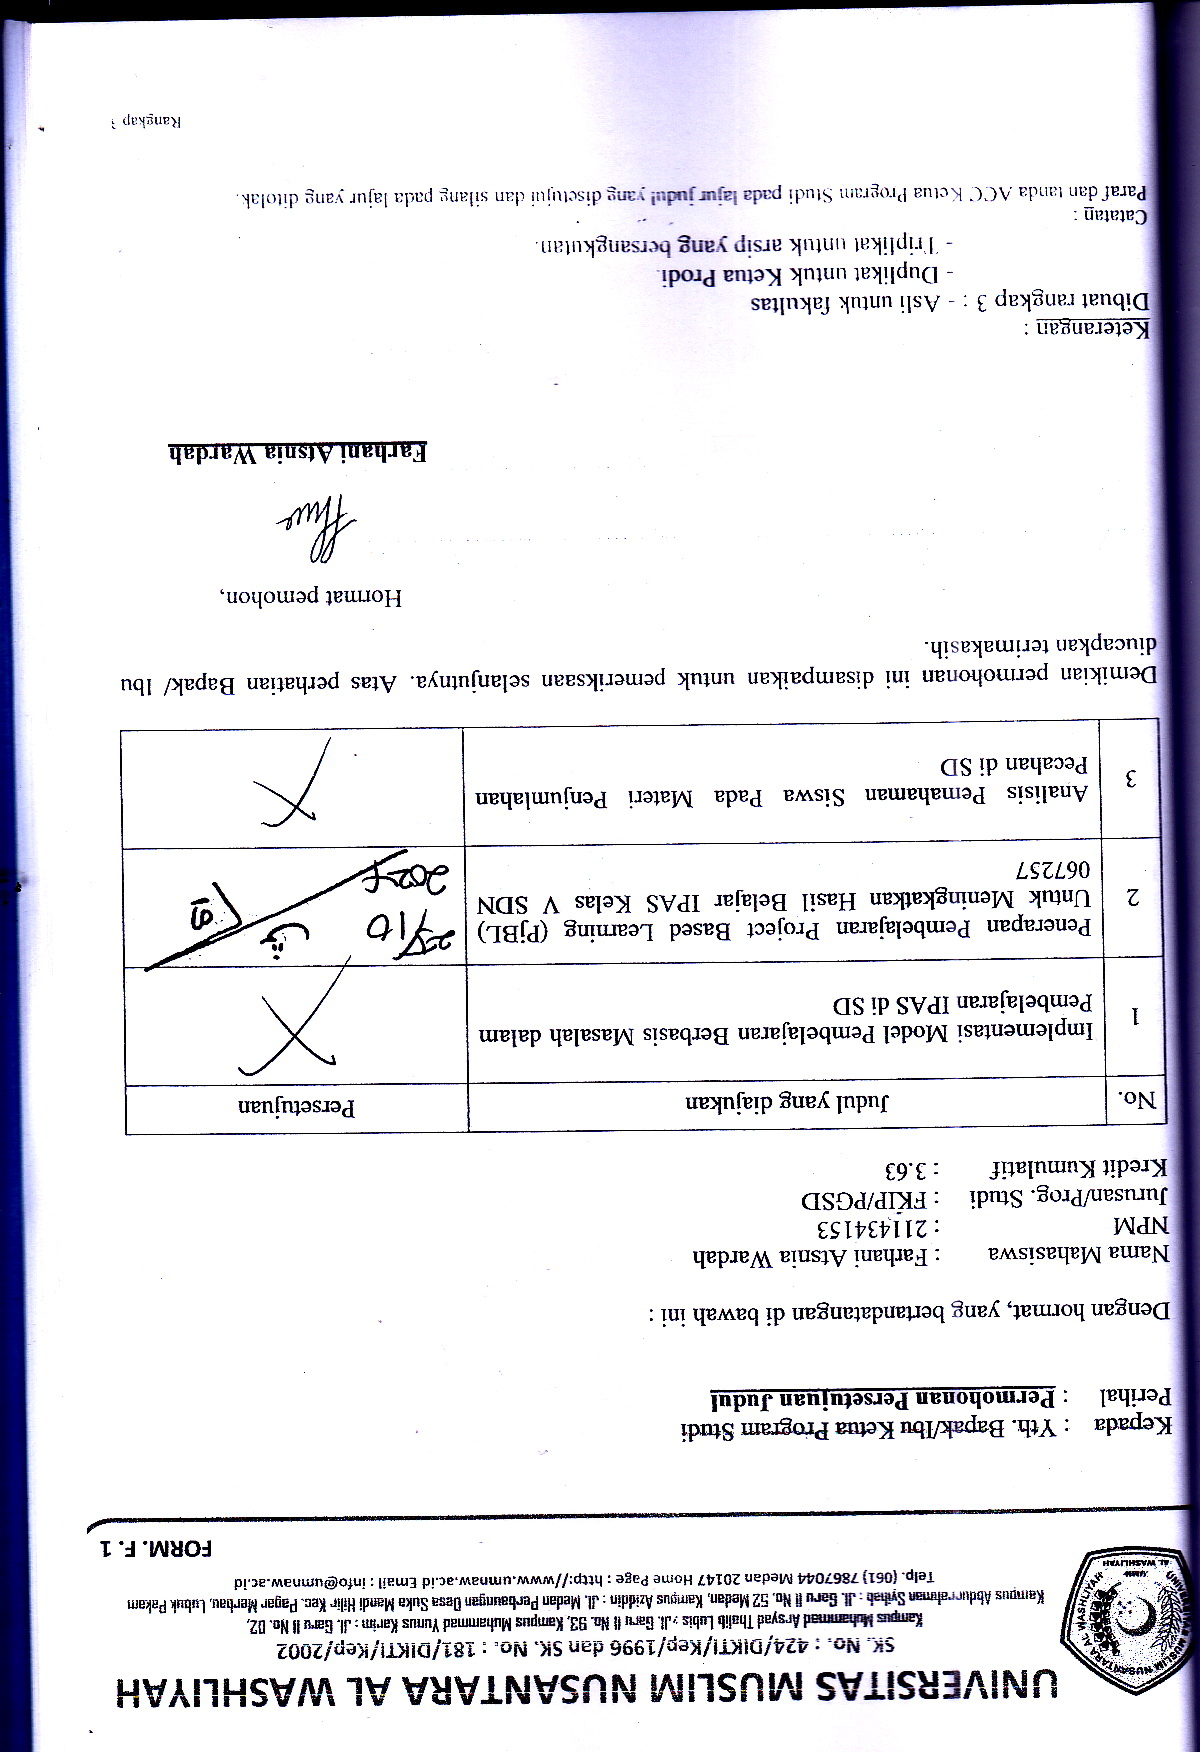 UNIVERSITAS MUSLIM NUSANTARA AL WASHLIYAH
SK. No. : 424/DIKTI/Kep/1996 dan SK. No. : 181/DIKTI/Kep/2002
Kampus Muhammad Arsyad Thalib Lubis : Jl. Garu II No. 93, Kampus Muhammad Yunus Karim : Jl. Garu II No. 02,
Kampus Abdurrahman Syihab : Jl. Garu II No. 52 Medan, Kampus Aziddin : Jl. Medan Perbaungan Desa Suka Mandi Hilir Kec. Pagar Merbau, Lubuk Pakam
Telp. (061) 7867044 Medan 20147 Home Page : http://www.umnaw.ac.id Email : info@umnaw.ac.id
FORM. F. 1
Kepada : Yth. Bapak/Ibu Ketua Program Studi
Perihal : Permohonan Persetujuan Judul
Dengan hormat, yang bertandatangan di bawah ini :
Nama Mahasiswa : Farhani Atsnia Wardah
NPM : 211434153
Jurusan/Prog. Studi : FKIP/PGSD
Kredit Kumulatif : 3.63
No. Judul yang diajukan Persetujuan
1 Implementasi Model Pembelajaran Berbasis Masalah dalam
Pembelajaran IPAS di SD
2 Penerapan Pembelajaran Project Based Learning (PjBL)
Untuk Meningkatkan Hasil Belajar IPAS Kelas V SDN
067257
3 Analisis Pemahaman Siswa Pada Materi Penjumlahan
Pecahan di SD
Demikian permohonan ini disampaikan untuk pemeriksaan selanjutnya. Atas perhatian Bapak/ Ibu
diucapkan terimakasih.
Hormat pemohon,
Farhani Atsnia Wardah
Keterangan :
Dibuat rangkap 3 : - Asli untuk fakultas
- Duplikat untuk Ketua Prodi.
- Triplikat untuk arsip yang bersangkutan.
Catatan :
Paraf dan tanda ACC Ketua Program Studi pada lajur judul yang disetujui dan silang pada lajur yang ditolak.
Rangkap